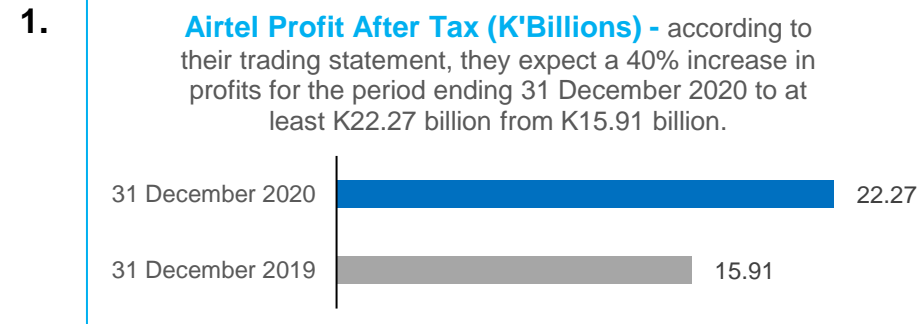 1.
Airtel Profit After Tax (K'Billions) - according to
their trading statement, they expect a 40% increase in
profits for the period ending 31 December 2020 to at
least K22.27 billion from K15.91 billion.
31 December 2020 22.27
31 December 2019 15.91